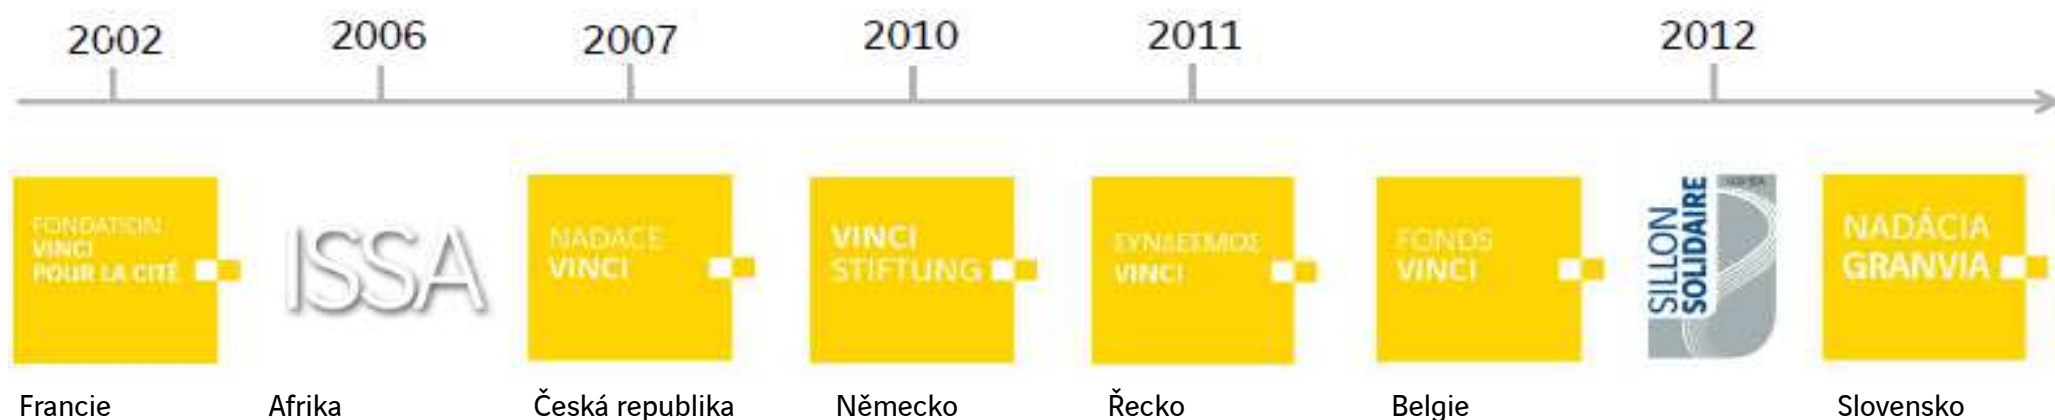 2002 2006 2007 2010 2011 2012
FONDATION
VINCI
POUR LA CITÉ
ISSA
NADACE
VINCI
VINCI
STIFTUNG
ΣΥΝΔΕΣΜΟΣ
VINCI
FONDS
VINCI
SILLON
SOLIDAIRE
NADÁCIA
GRANVIA
Francie Afrika Česká republika Německo Řecko Belgie Slovensko